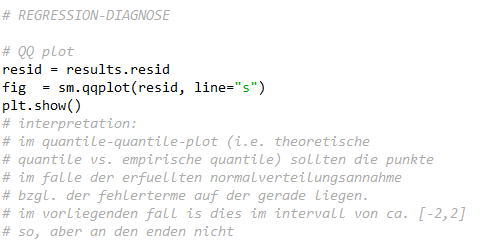 # REGRESSION-DIAGNOSE
# QQ plot
resid = results.resid
fig  = sm.qqplot(resid, line="s")
plt.show()
# interpretation:
# im quantile-quantile-plot (i.e. theoretische
# quantile vs. empirische quantile) sollten die punkte
# im falle der erfuellten normalverteilungsannahme
# bzgl. der fehlerterme auf der gerade liegen.
# im vorliegenden fall is dies im intervall von ca. [-2,2]
# so, aber an den enden nicht